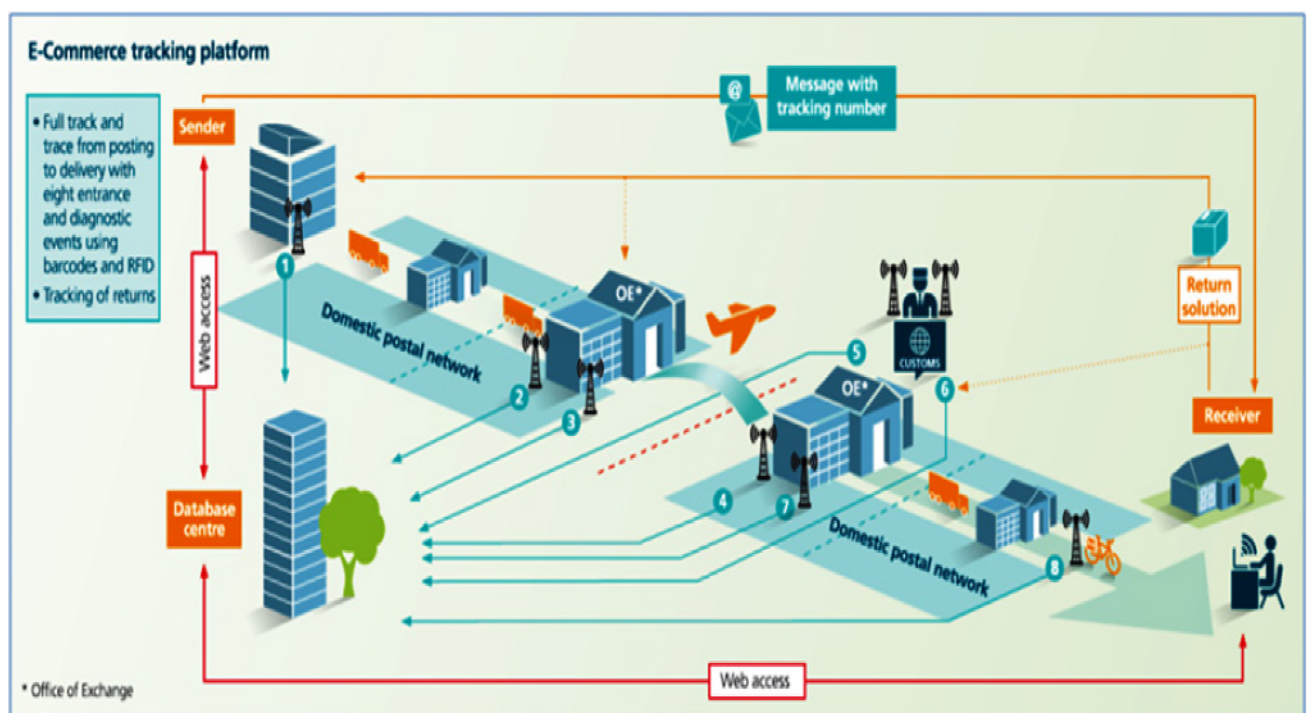 E-Commerce tracking platform
• Full track and
trace from posting
to delivery with
eight entrance
and diagnostic
events using
barcodes and RFID
• Tracking of returns
Sender
@
Message with
tracking number
1
Web access
Domestic postal network
OE*
2
3
5
CUSTOMS
6
OE*
Return
solution
Receiver
Database
centre
4
7
Domestic postal network
8
Web access
* Office of Exchange